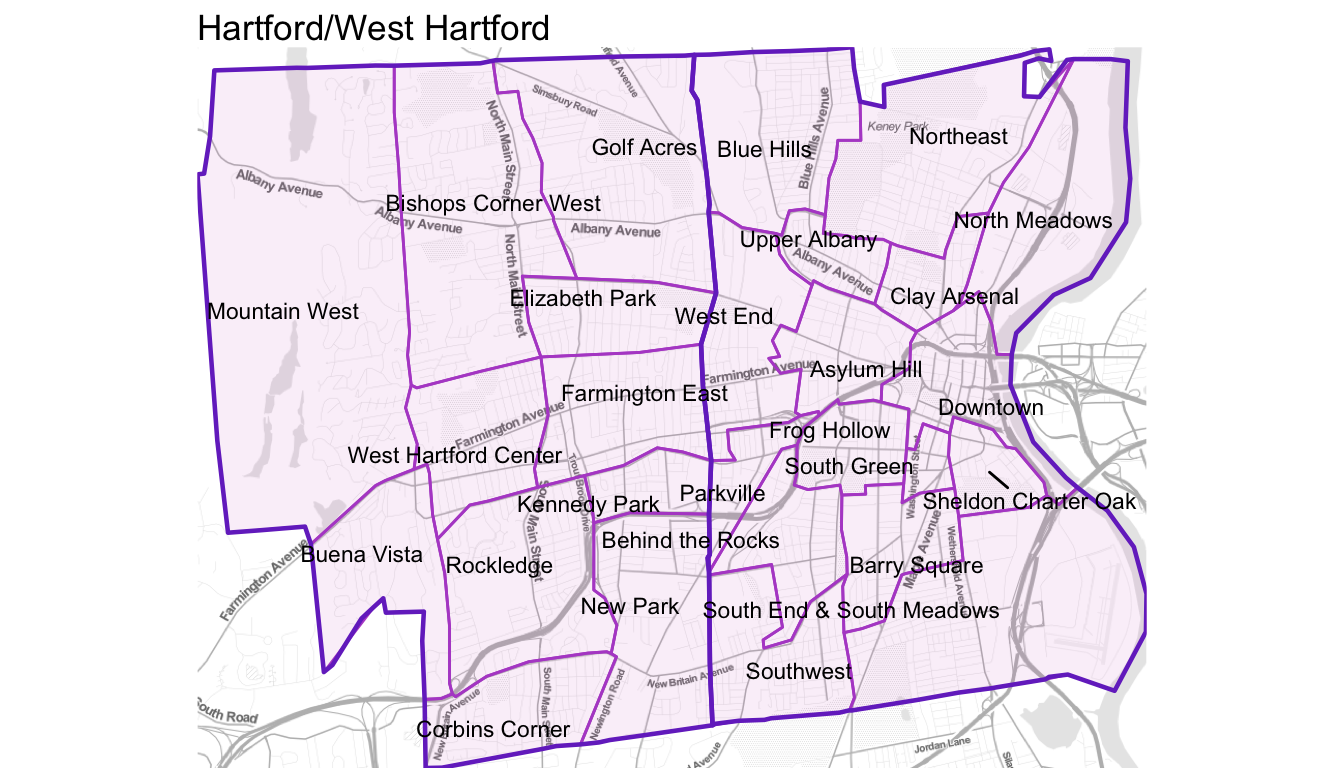 Hartford/West Hartford
Simsbury Road
North Main Street
Blue Hills Avenue
Keney Park
Northeast
Golf Acres
Blue Hills
Albany Avenue
Bishops Corner West
Albany Avenue
Albany Avenue
North Meadows
Upper Albany
Albany Avenue
North Main Street
Elizabeth Park
Clay Arsenal
Mountain West
West End
Farmington Avenue
Asylum Hill
Farmington East
Downtown
Farmington Avenue
Frog Hollow
West Hartford Center
South Green
Washington Street
Trout Brook Drive
Parkville
Kennedy Park
Sheldon Charter Oak
South Main Street
Behind the Rocks
Buena Vista
Rockledge
Barry Square
Farmington Avenue
New Park
South End & South Meadows
Southwest
New Britain Avenue
South Main Street
Newington Road
New Britain Avenue
Corbins Corner
South Road
Jordan Lane